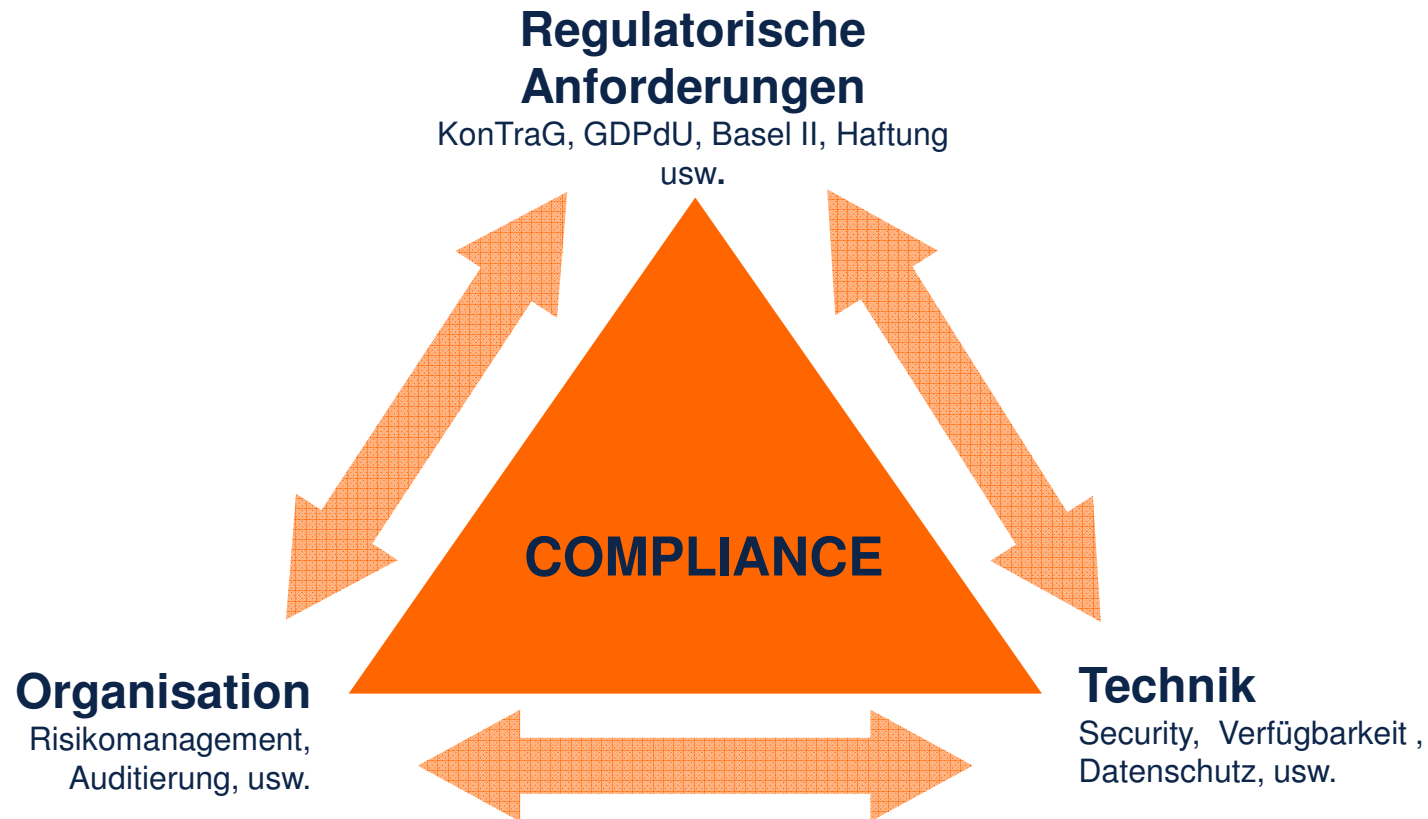 Regulatorische
Anforderungen
KonTraG, GDPdU, Basel II, Haftung
usw.
COMPLIANCE
Organisation
Risikomanagement,
Auditierung, usw.
Technik
Security, Verfügbarkeit ,
Datenschutz, usw.